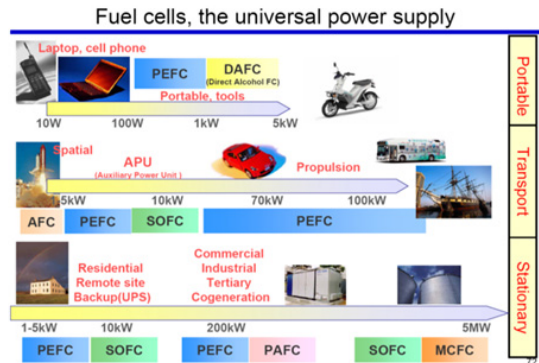 Fuel cells, the universal power supply
Laptop, cell phone
PEFC
DAFC
(Direct Alcohol FC)
Portable, tools
10W 100W 1kW 5kW
Portable
Spatial
APU
(Auxiliary Power Unit )
Propulsion
5kW 10kW 70kW 100kW
AFC PEFC SOFC PEFC
Transport
Residential
Remote site
Backup(UPS)
Commercial
Industrial
Tertiary
Cogeneration
1-5kW 10kW 200kW 5MW
PEFC SOFC PEFC PAFC SOFC MCFC
Stationary